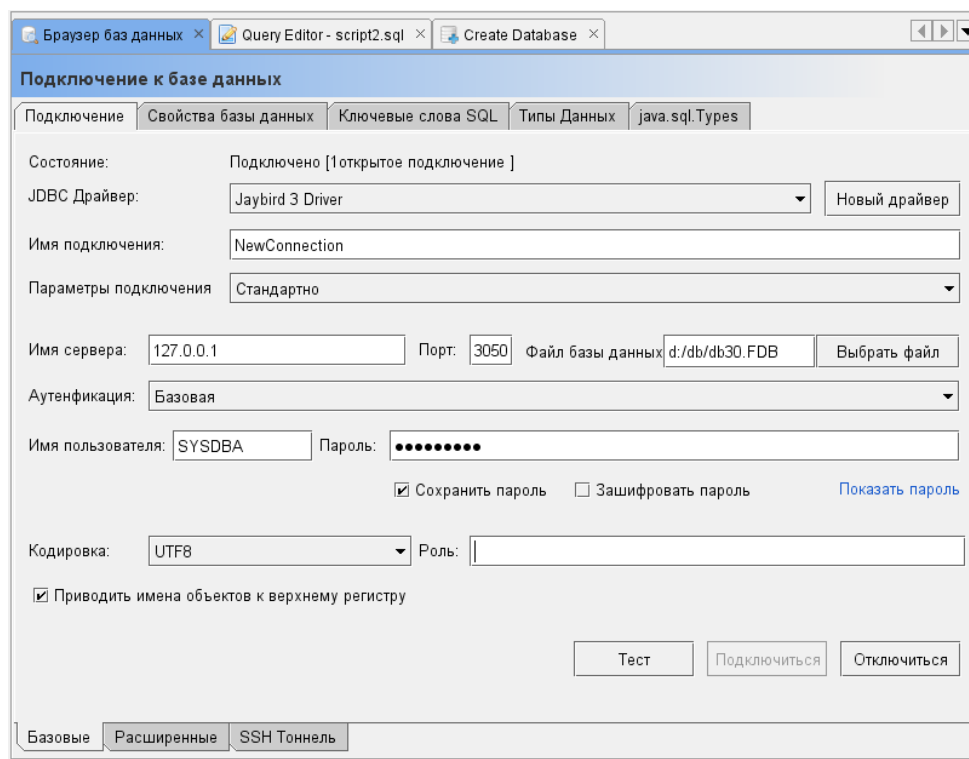 Браузер баз данных × Query Editor - script2.sql × Create Database ×
Подключение к базе данных
Подключение Свойства базы данных Ключевые слова SQL Типы Данных java.sql.Types
Состояние: Подключено [1открытое подключение ]
JDBC Драйвер: Jaybird 3 Driver Новый драйвер
Имя подключения: NewConnection
Параметры подключения Стандартно
Имя сервера: 127.0.0.1 Порт: 3050 Файл базы данных d:/db/db30.FDB Выбрать файл
Аутенфикация: Базовая
Имя пользователя: SYSDBA Пароль: ●●●●●●●●●
Сохранить пароль Зашифровать пароль Показать пароль
Кодировка: UTF8 Роль:
Приводить имена объектов к верхнему регистру
Тест Подключиться Отключиться
Базовые Расширенные SSH Тоннель